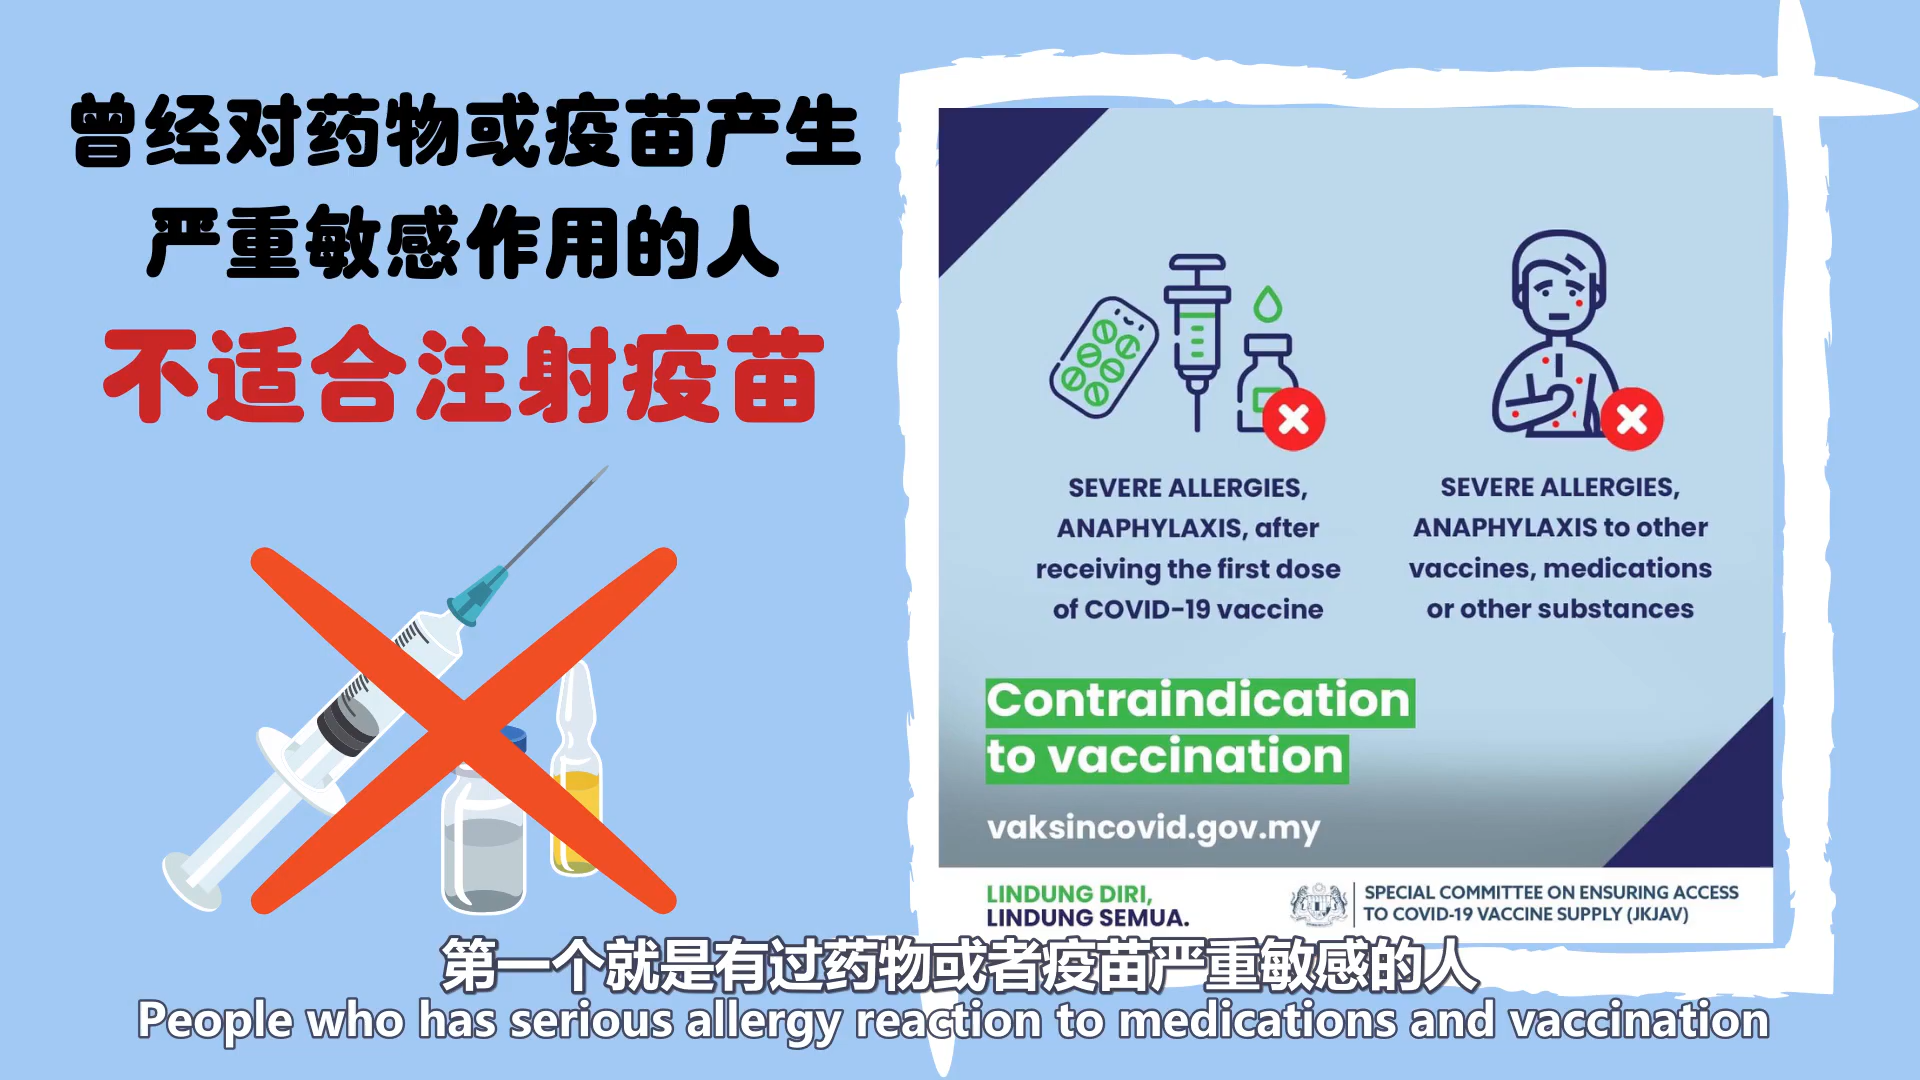 曾经对药物或疫苗产生
严重敏感作用的人
不适合注射疫苗
SEVERE ALLERGIES,
ANAPHYLAXIS, after
receiving the first dose
of COVID-19 vaccine
SEVERE ALLERGIES,
ANAPHYLAXIS to other
vaccines, medications
or other substances
Contraindication
to vaccination
vaksincovid.gov.my
LINDUNG DIRI,
LINDUNG SEMUA.
SPECIAL COMMITTEE ON ENSURING ACCESS
TO COVID-19 VACCINE SUPPLY (JKJAV)
第一个就是有过药物或者疫苗严重敏感的人
People who has serious allergy reaction to medications and vaccination